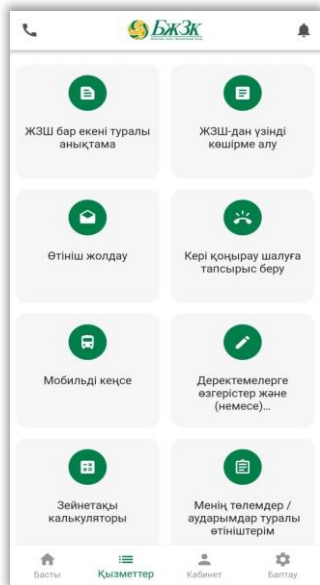 БжЗҚ
ЖЗШ бар екені туралы
анықтама
ЖЗШ-дан үзінді
көшірме алу
Өтініш жолдау
Кері қоңырау шалуға
тапсырыс беру
Мобильді кеңсе
Деректемелерге
өзгерістер және
(немесе)...
Зейнетақы
калькуляторы
Менің төлемдер /
аударымдар туралы
өтініштерім
Басты
Қызметтер
Кабинет
Баптау